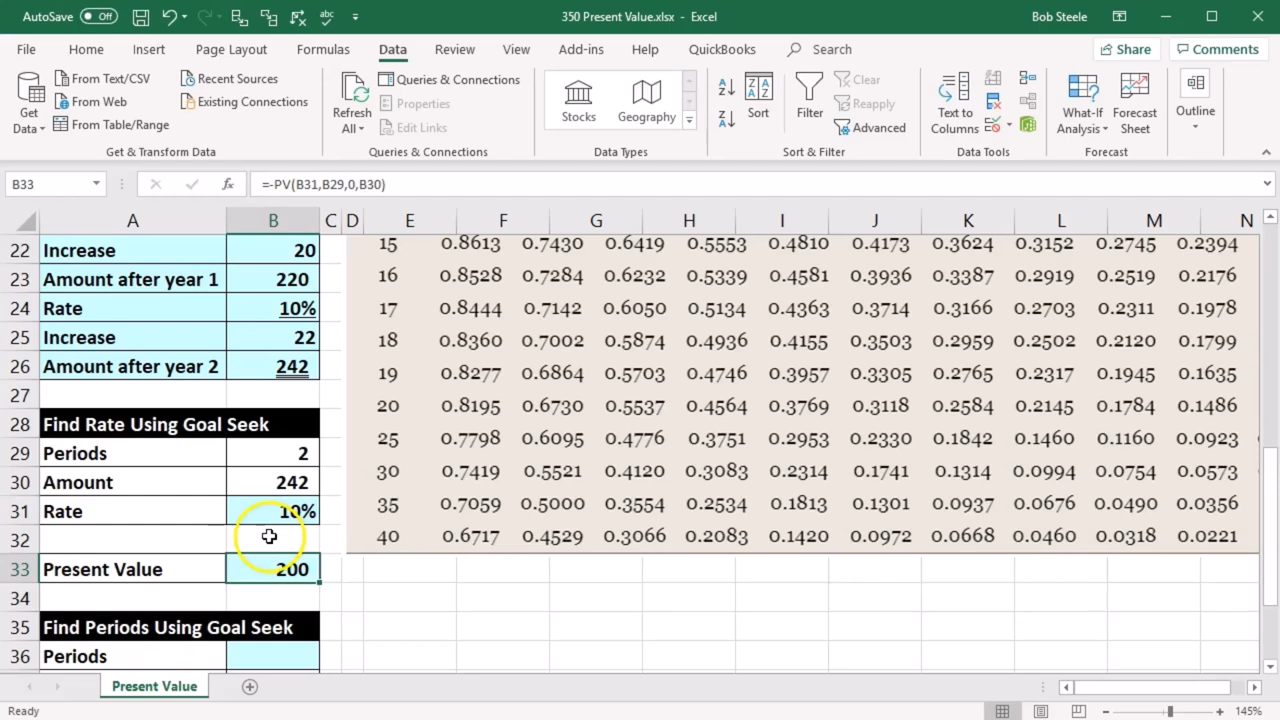 AutoSave Off 350 Present Value.xlsx - Excel Bob Steele
File Home Insert Page Layout Formulas Data Review View Add-ins Help QuickBooks Search Share Comments
Get Data From Text/CSV From Web From Table/Range Recent Sources Existing Connections
Get & Transform Data
Refresh All Queries & Connections Properties Edit Links
Queries & Connections
Stocks Geography
Data Types
Sort Filter Clear Reapply Advanced
Sort & Filter
Text to Columns
Data Tools
What-If Analysis Forecast Sheet
Forecast
Outline
B33 fx =-PV(B31,B29,0,B30)
A B C D E F G H I J K L M N
22 Increase 20 15 0.8613 0.7430 0.6419 0.5553 0.4810 0.4173 0.3624 0.3152 0.2745 0.2394
23 Amount after year 1 220 16 0.8528 0.7284 0.6232 0.5339 0.4581 0.3936 0.3387 0.2919 0.2519 0.2176
24 Rate 10% 17 0.8444 0.7142 0.6050 0.5134 0.4363 0.3714 0.3166 0.2703 0.2311 0.1978
25 Increase 22 18 0.8360 0.7002 0.5874 0.4936 0.4155 0.3503 0.2959 0.2502 0.2120 0.1799
26 Amount after year 2 242 19 0.8277 0.6864 0.5703 0.4746 0.3957 0.3305 0.2765 0.2317 0.1945 0.1635
27 20 0.8195 0.6730 0.5537 0.4564 0.3769 0.3118 0.2584 0.2145 0.1784 0.1486
28 Find Rate Using Goal Seek 25 0.7798 0.6095 0.4776 0.3751 0.2953 0.2330 0.1842 0.1460 0.1160 0.0923
29 Periods 2 30 0.7419 0.5521 0.4120 0.3083 0.2314 0.1741 0.1314 0.0994 0.0754 0.0573
30 Amount 242 35 0.7059 0.5000 0.3554 0.2534 0.1813 0.1301 0.0937 0.0676 0.0490 0.0356
31 Rate 10% 40 0.6717 0.4529 0.3066 0.2083 0.1420 0.0972 0.0668 0.0460 0.0318 0.0221
32
33 Present Value 200
34
35 Find Periods Using Goal Seek
36 Periods
Present Value
Ready 145%